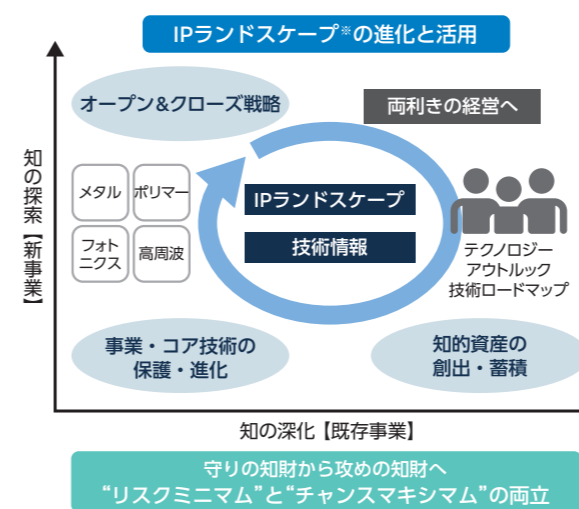 IPランドスケープ※の進化と活用
オープン&クローズ戦略
両利きの経営へ
知の探索【新事業】
メタル
ポリマー
フォト
ニクス
高周波
IPランドスケープ
技術情報
テクノロジー
アウトルック
技術ロードマップ
事業・コア技術の
保護・進化
知的資産の
創出・蓄積
知の深化【既存事業】
守りの知財から攻めの知財へ
“リスクミニマム”と“チャンスマキシマム”の両立